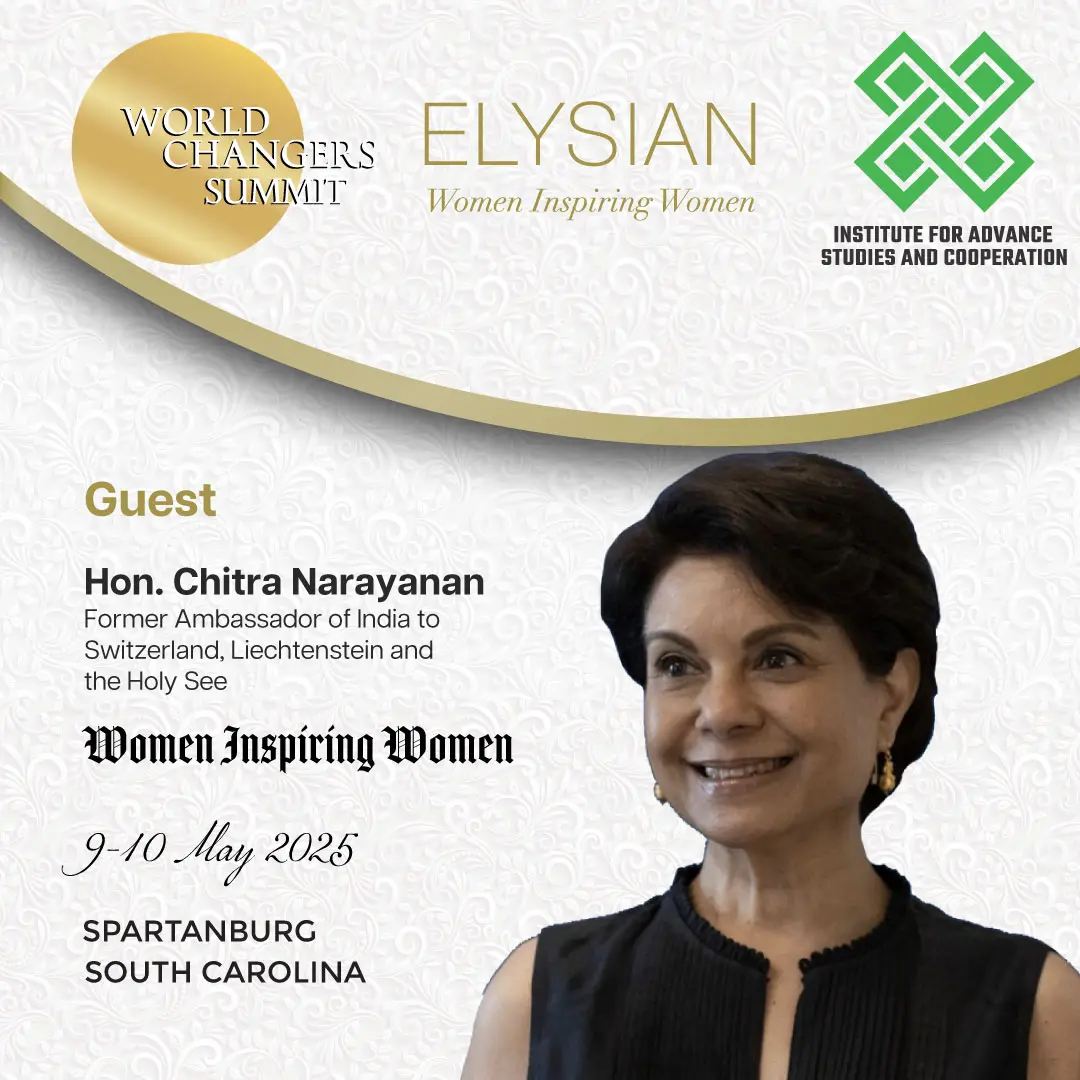 WORLD
CHANGERS
SUMMIT
ELYSIAN
Women Inspiring Women
INSTITUTE FOR ADVANCE
STUDIES AND COOPERATION
Guest
Hon. Chitra Narayanan
Former Ambassador of India to
Switzerland, Liechtenstein and
the Holy See
Women Inspiring Women
9-10 May 2025
SPARTANBURG
SOUTH CAROLINA